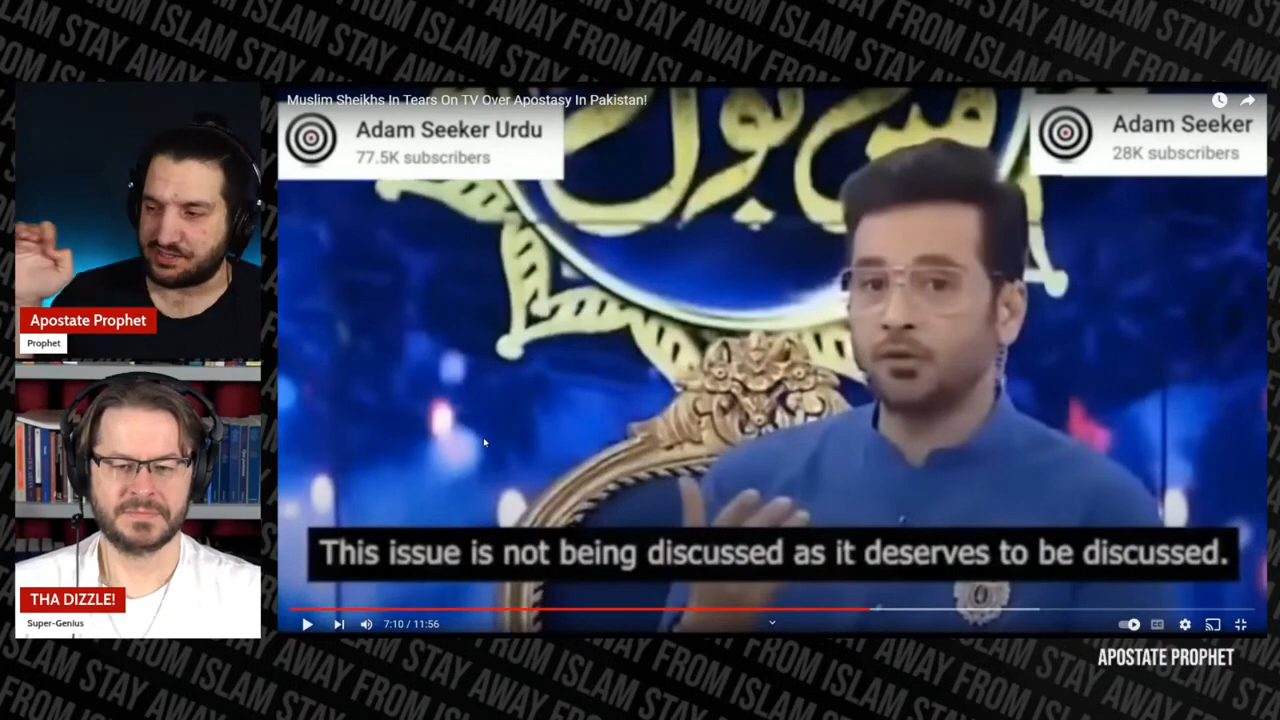 STAY AWAY FROM ISLAM
Muslim Sheikhs In Tears On TV Over Apostasy In Pakistan!
Adam Seeker Urdu
77.5K subscribers
Adam Seeker
28K subscribers
Apostate Prophet
Prophet
THA DIZZLE!
Super-Genius
This issue is not being discussed as it deserves to be discussed.
7:10 / 11:56
APOSTATE PROPHET